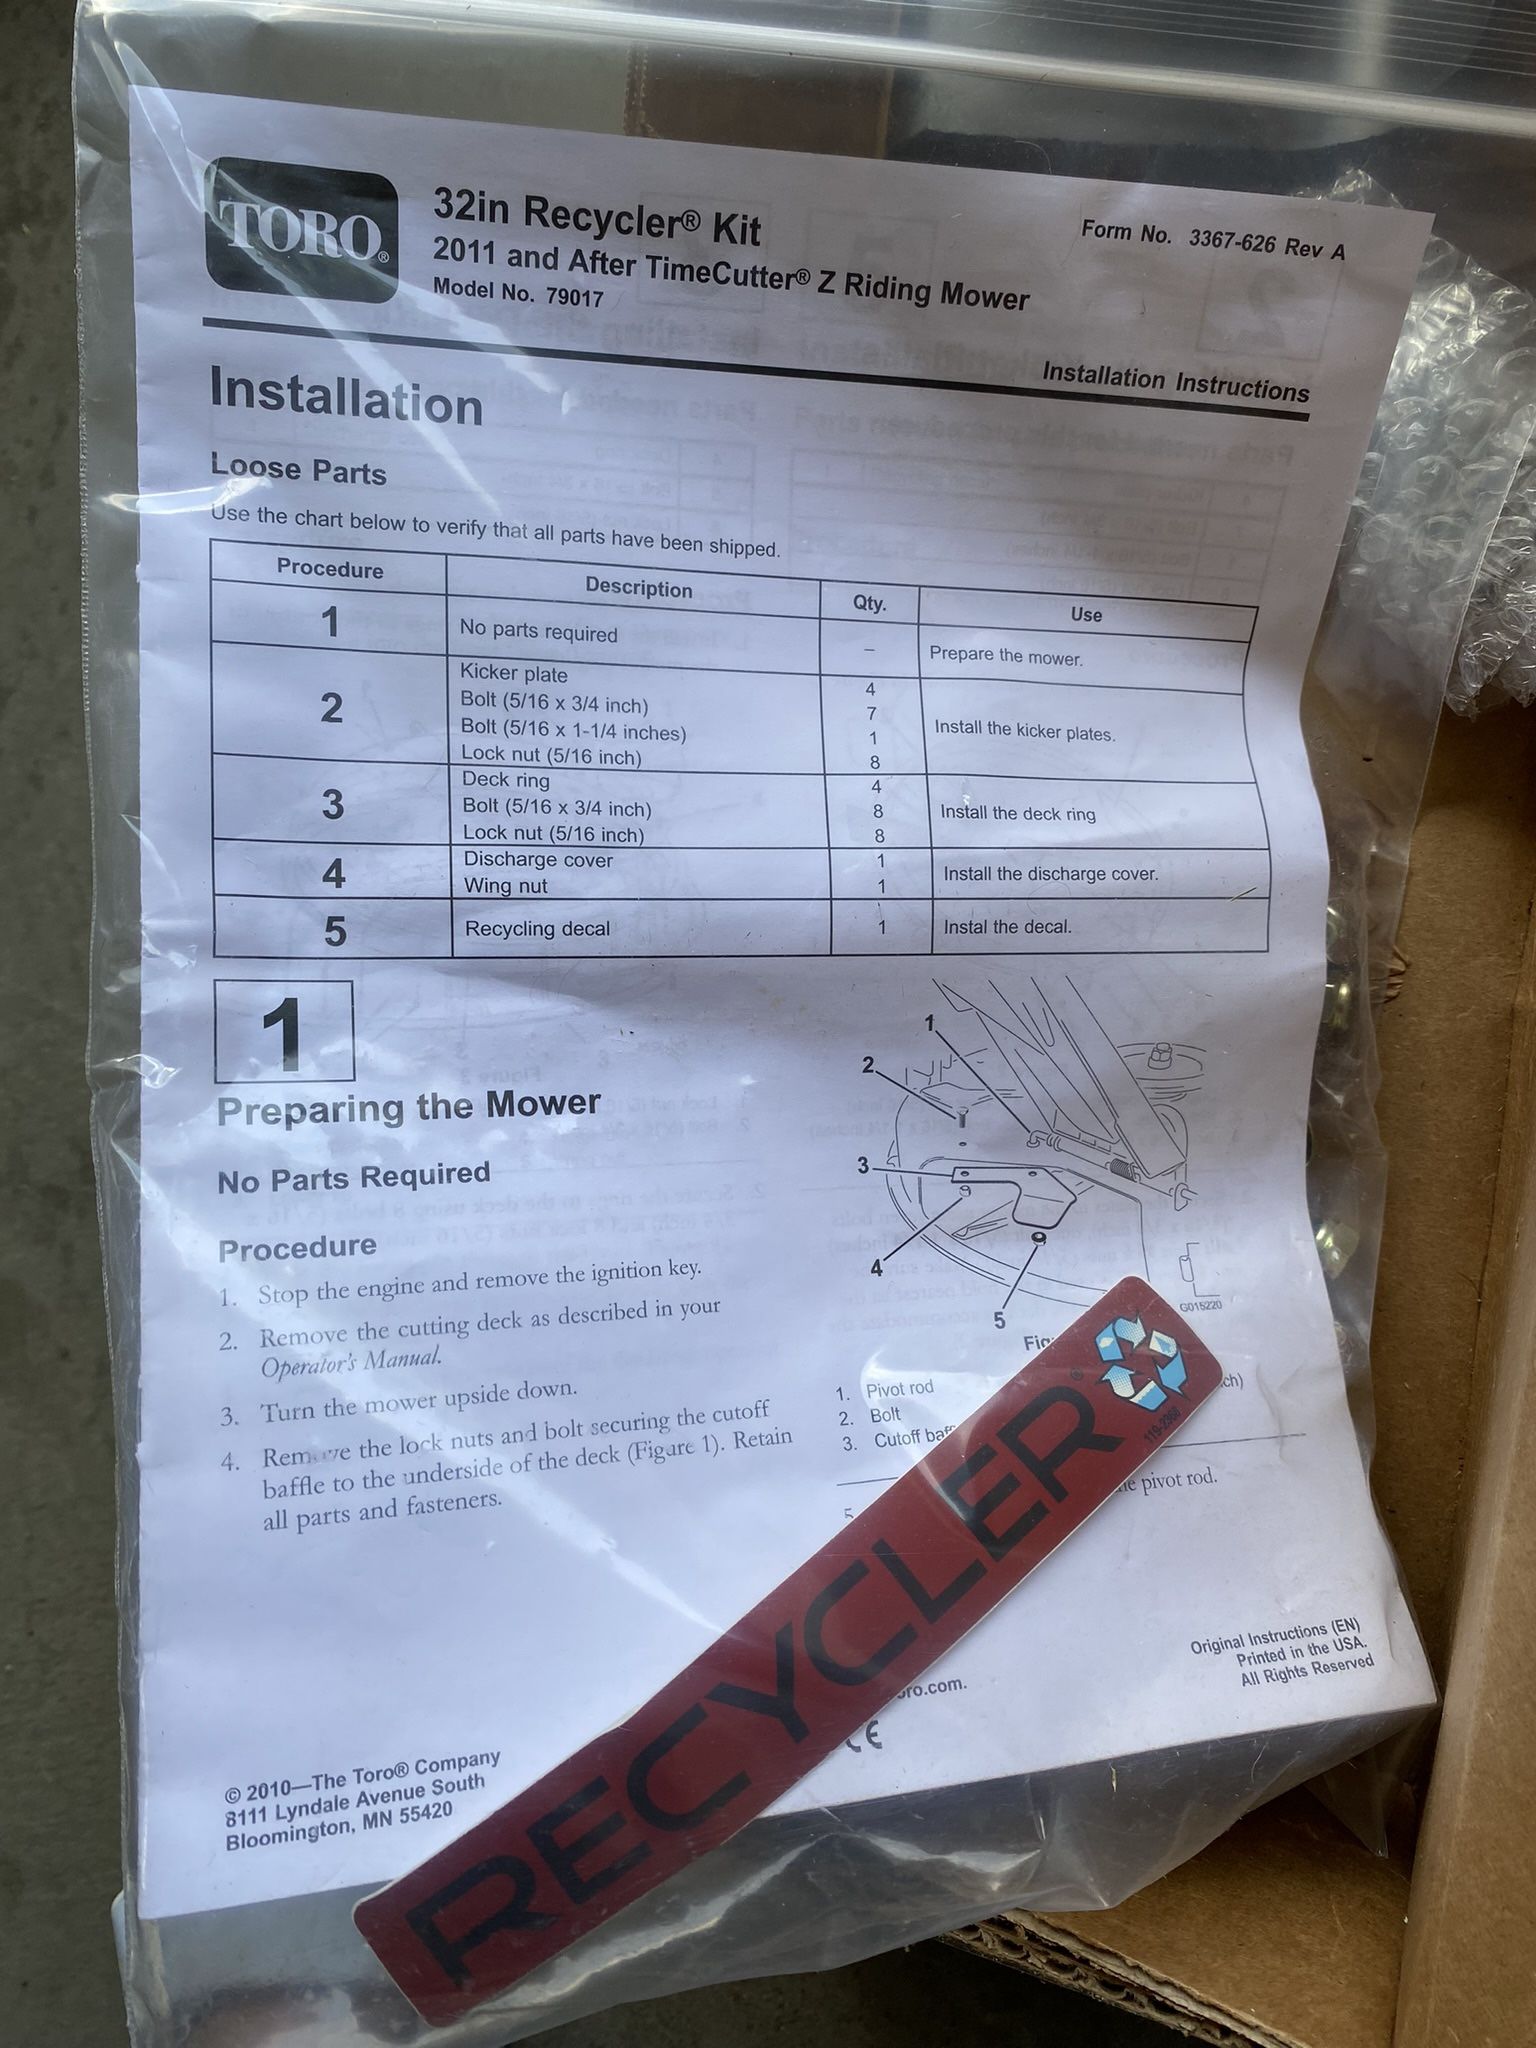 TORO®
32in Recycler® Kit
2011 and After TimeCutter® Z Riding Mower
Model No. 79017
Form No. 3367-626 Rev A
Installation Instructions
Installation
Loose Parts
Use the chart below to verify that all parts have been shipped.
Procedure Description Qty. Use
1 No parts required – Prepare the mower.
2 Kicker plate 4 Install the kicker plates.
Bolt (5/16 x 3/4 inch) 7
Bolt (5/16 x 1-1/4 inches) 1
Lock nut (5/16 inch) 8
3 Deck ring 4 Install the deck ring
Bolt (5/16 x 3/4 inch) 8
Lock nut (5/16 inch) 8
4 Discharge cover 1 Install the discharge cover.
Wing nut 1
5 Recycling decal 1 Instal the decal.
1
Preparing the Mower
No Parts Required
Procedure
1. Stop the engine and remove the ignition key.
2. Remove the cutting deck as described in your
Operator's Manual.
3. Turn the mower upside down.
4. Remove the lock nuts and bolt securing the cutoff
baffle to the underside of the deck (Figure 1). Retain
all parts and fasteners.
1
2
3
4
5
G015220
1. Pivot rod
2. Bolt
3. Cutoff
5
pivot rod.
RECYCLER®
119-2368
© 2010—The Toro® Company
8111 Lyndale Avenue South
Bloomington, MN 55420
oro.com.
CE
Original Instructions (EN)
Printed in the USA.
All Rights Reserved